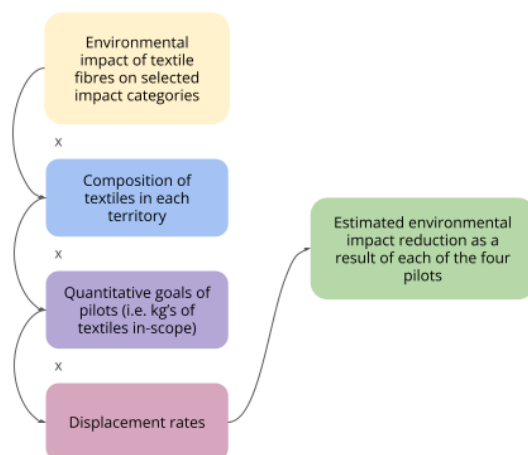 Environmental
impact of textile
fibres on selected
impact categories
x
Composition of
textiles in each
territory
x
Quantitative goals of
pilots (i.e. kg's of
textiles in-scope)
x
Displacement rates
Estimated environmental
impact reduction as a
result of each of the four
pilots